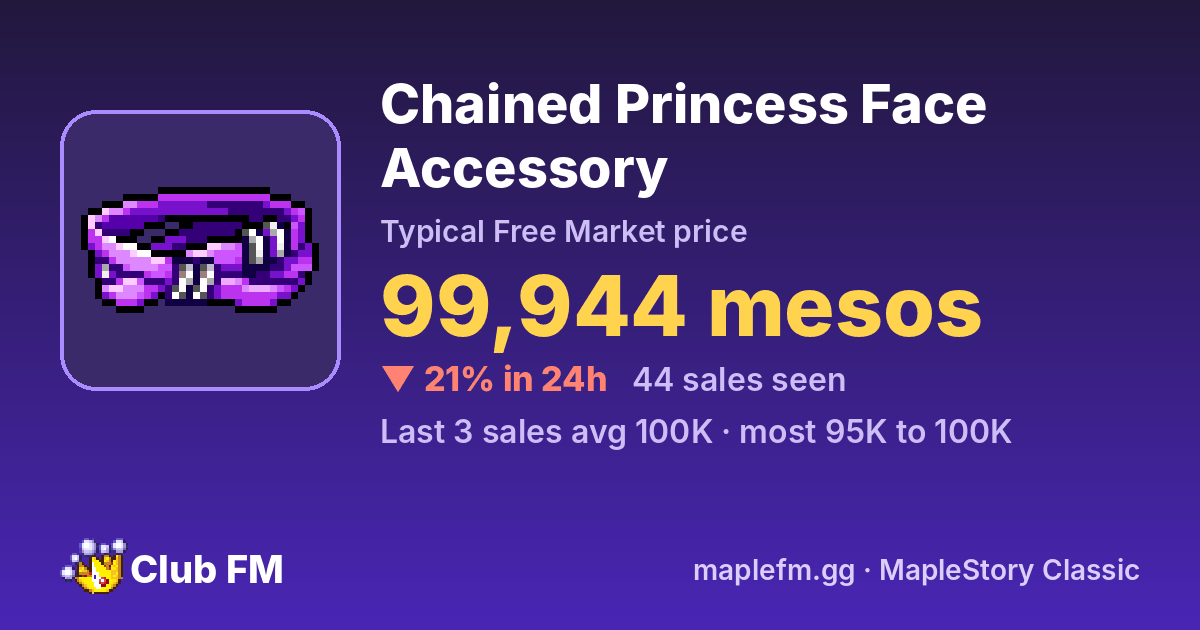 Chained Princess Face
Accessory
Typical Free Market price
99,944 mesos
▼ 21% in 24h 44 sales seen
Last 3 sales avg 100K · most 95K to 100K
Club FM
maplefm.gg · MapleStory Classic